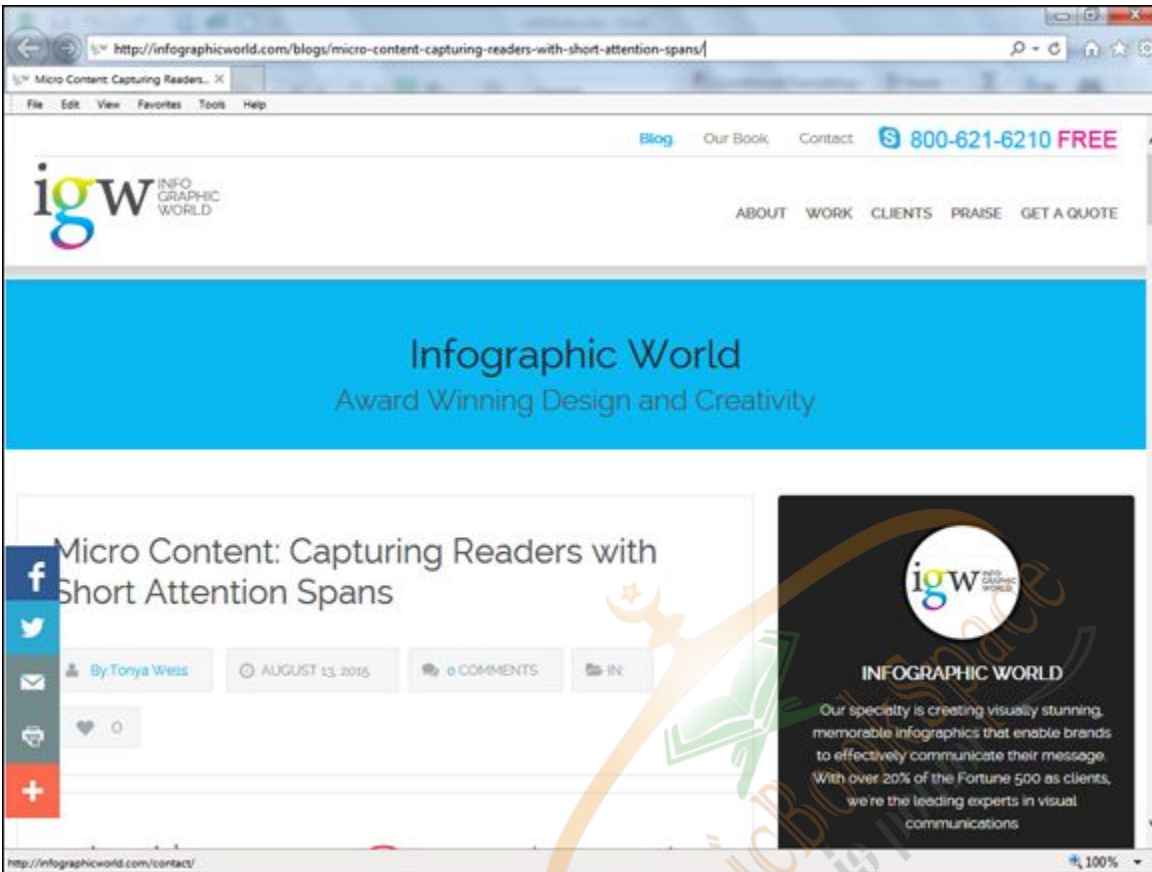 http://infographicworld.com/blogs/micro-content-capturing-readers-with-short-attention-spans/
Micro Content: Capturing Readers...
File Edit View Favorites Tools Help
Blog Our Book Contact 800-621-6210 FREE
igw INFO
GRAPHIC
WORLD
ABOUT WORK CLIENTS PRAISE GET A QUOTE
Infographic World
Award Winning Design and Creativity
Micro Content: Capturing Readers with
Short Attention Spans
By:Tonya Weiss AUGUST 13, 2015 0 COMMENTS IN:
0
igw INFO
GRAPHIC
WORLD
INFOGRAPHIC WORLD
Our specialty is creating visually stunning,
memorable infographics that enable brands
to effectively communicate their message.
With over 20% of the Fortune 500 as clients,
we're the leading experts in visual
communications
http://infographicworld.com/contact/
100%